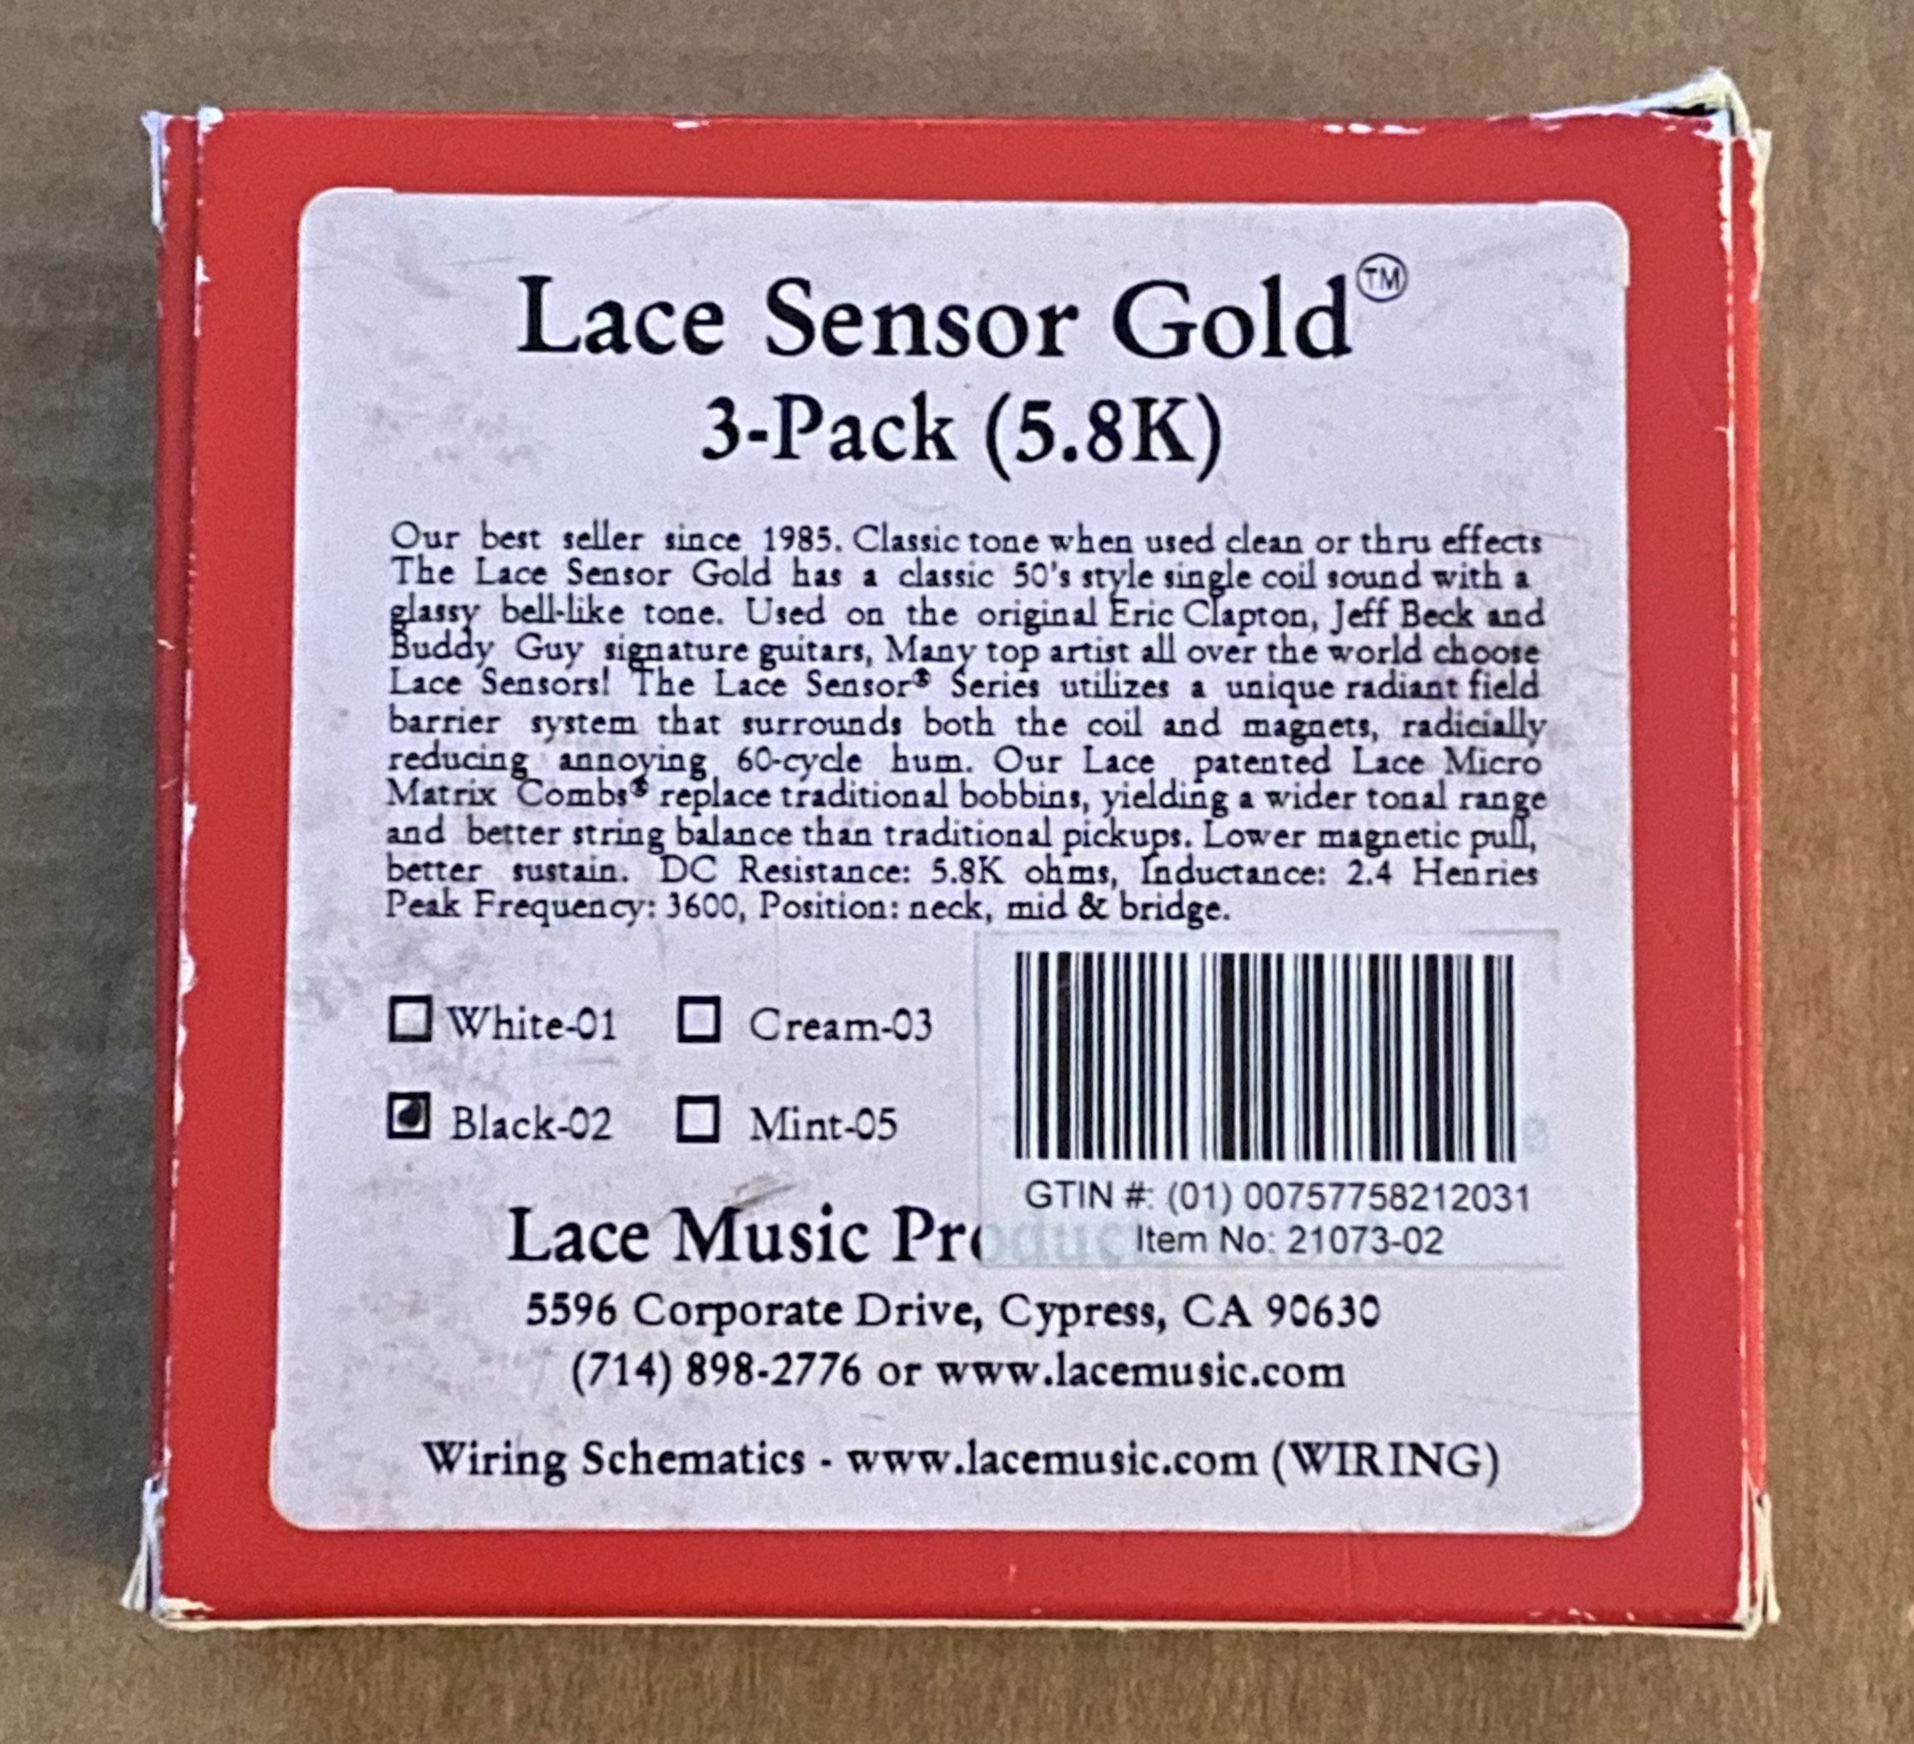 Lace Sensor Gold™
3-Pack (5.8K)
Our best seller since 1985. Classic tone when used clean or thru effects
The Lace Sensor Gold has a classic 50's style single coil sound with a
glassy bell-like tone. Used on the original Eric Clapton, Jeff Beck and
Buddy Guy signature guitars, Many top artist all over the world choose
Lace Sensors! The Lace Sensor® Series utilizes a unique radiant field
barrier system that surrounds both the coil and magnets, radicially
reducing annoying 60-cycle hum. Our Lace patented Lace Micro
Matrix Combs® replace traditional bobbins, yielding a wider tonal range
and better string balance than traditional pickups. Lower magnetic pull,
better sustain. DC Resistance: 5.8K ohms, Inductance: 2.4 Henries
Peak Frequency: 3600, Position: neck, mid & bridge.
White-01 Cream-03
Black-02 Mint-05
GTIN #: (01) 00757758212031
Item No: 21073-02
Lace Music
5596 Corporate Drive, Cypress, CA 90630
(714) 898-2776 or www.lacemusic.com
Wiring Schematics - www.lacemusic.com (WIRING)